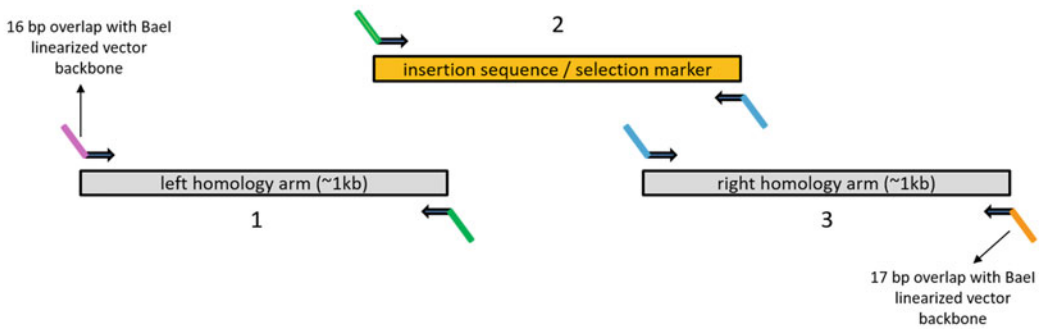 16 bp overlap with BaeI
linearized vector
backbone
2
insertion sequence / selection marker
left homology arm (~1kb)
right homology arm (~1kb)
1
3
17 bp overlap with BaeI
linearized vector
backbone